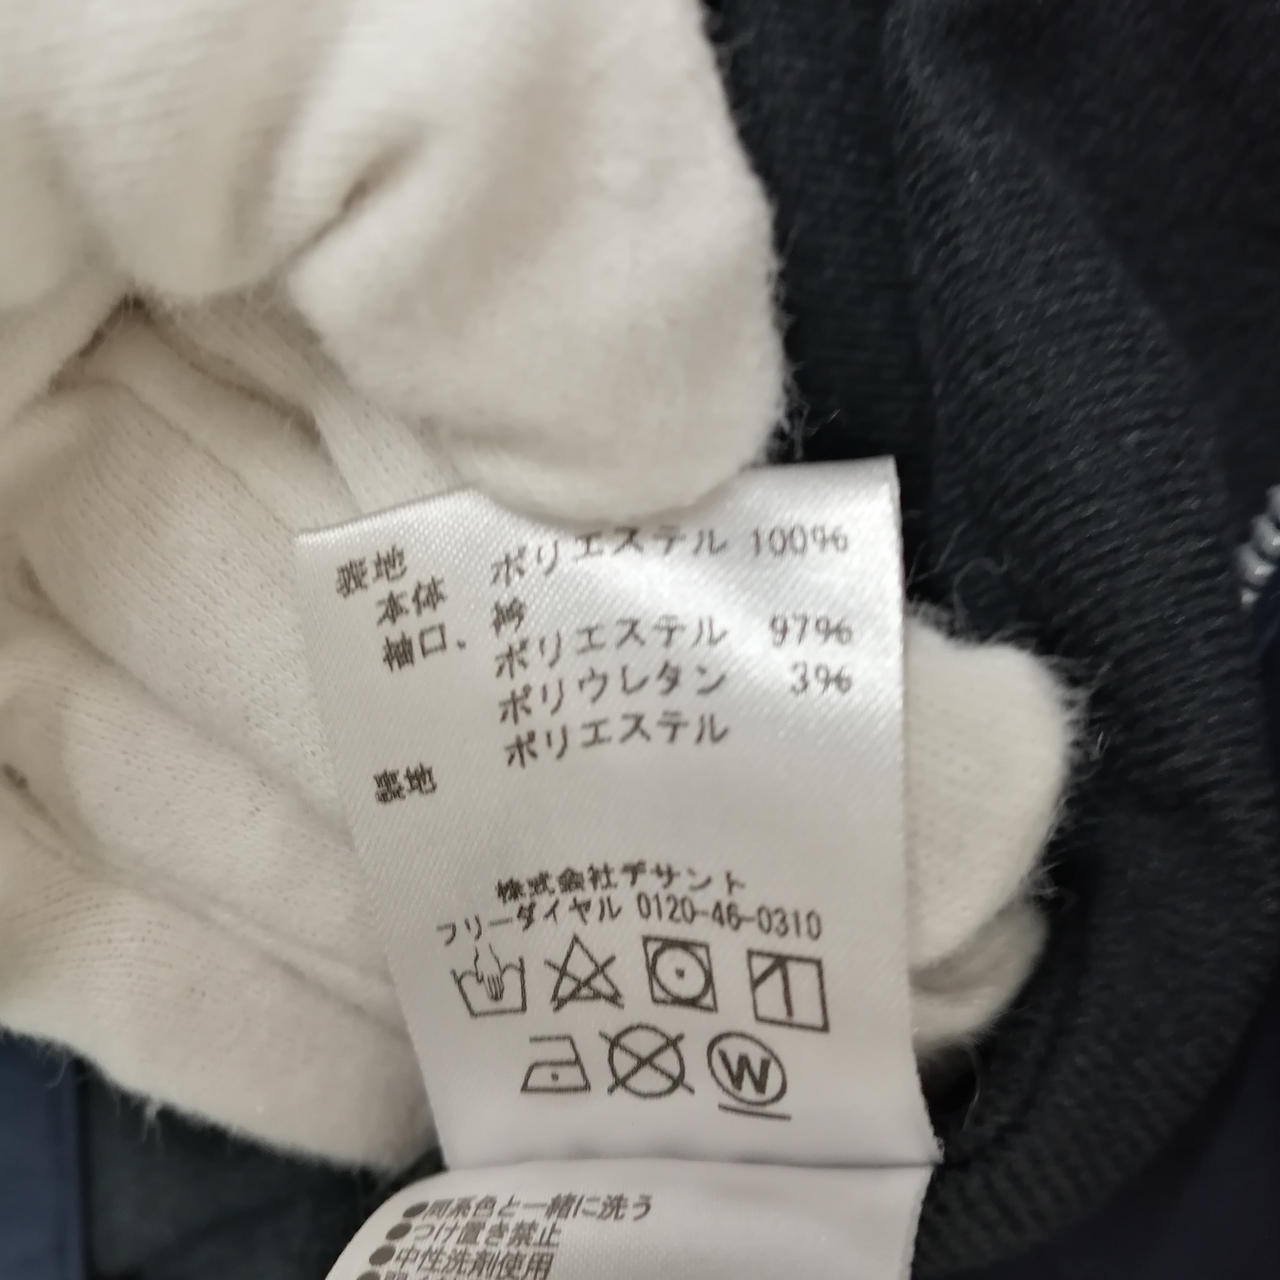 表地
本体 ポリエステル 100%
袖口、衿
ポリエステル 97%
ポリウレタン 3%
裏地 ポリエステル
株式会社デサント
フリーダイヤル 0120-46-0310
W
●同系色と一緒に洗う
●つけ置き禁止
●中性洗剤使用